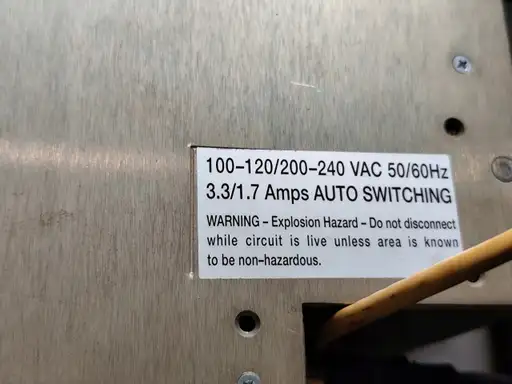 100–120/200–240 VAC 50/60Hz
3.3/1.7 Amps AUTO SWITCHING
WARNING – Explosion Hazard – Do not disconnect
while circuit is live unless area is known
to be non-hazardous.